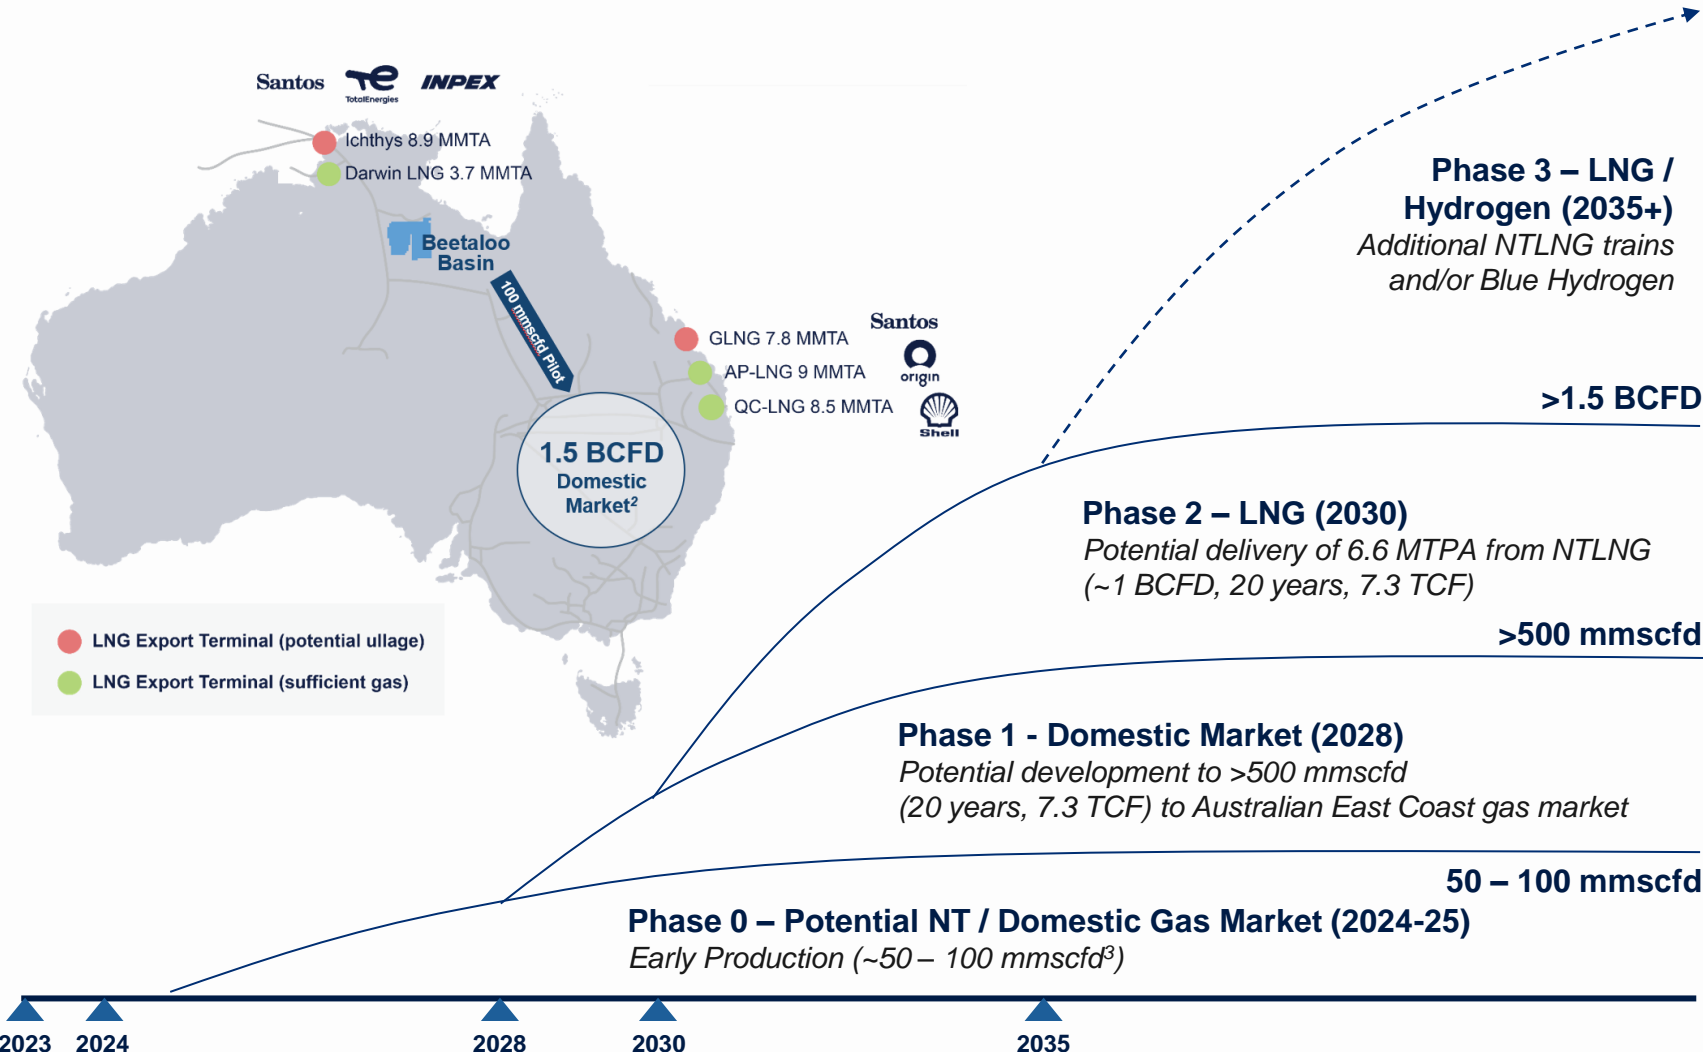 Santos
TotalEnergies
INPEX
Ichthys 8.9 MMTA
Darwin LNG 3.7 MMTA
Beetaloo
Basin
100 mmscfd Pilot
Santos
GLNG 7.8 MMTA
origin
AP-LNG 9 MMTA
QC-LNG 8.5 MMTA
Shell
1.5 BCFD
Domestic
Market²
LNG Export Terminal (potential ullage)
LNG Export Terminal (sufficient gas)
Phase 3 – LNG /
Hydrogen (2035+)
Additional NTLNG trains
and/or Blue Hydrogen
>1.5 BCFD
Phase 2 – LNG (2030)
Potential delivery of 6.6 MTPA from NTLNG
(~1 BCFD, 20 years, 7.3 TCF)
>500 mmscfd
Phase 1 - Domestic Market (2028)
Potential development to >500 mmscfd
(20 years, 7.3 TCF) to Australian East Coast gas market
50 – 100 mmscfd
Phase 0 – Potential NT / Domestic Gas Market (2024-25)
Early Production (~50 – 100 mmscfd³)
2023 2024 2028 2030 2035